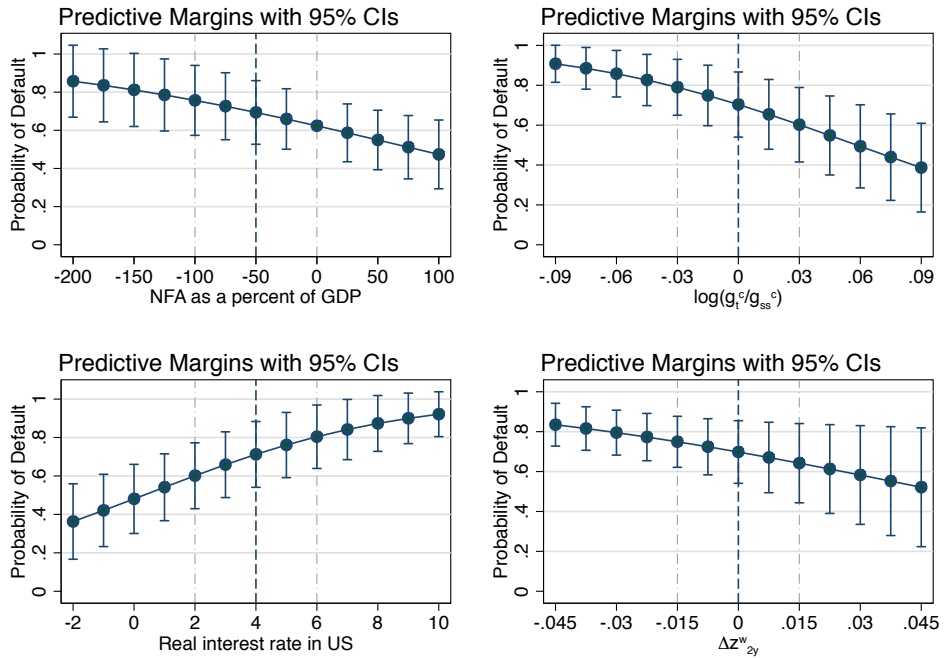 Predictive Margins with 95% CIs
Probability of Default
0 .2 .4 .6 .8 1
-200 -150 -100 -50 0 50 100
NFA as a percent of GDP
Predictive Margins with 95% CIs
Probability of Default
0 .2 .4 .6 .8 1
-.09 -.06 -.03 0 .03 .06 .09
log(g_t^c/g_ss^c)
Predictive Margins with 95% CIs
Probability of Default
0 .2 .4 .6 .8 1
-2 0 2 4 6 8 10
Real interest rate in US
Predictive Margins with 95% CIs
Probability of Default
0 .2 .4 .6 .8 1
-.045 -.03 -.015 0 .015 .03 .045
Δz^w_2y